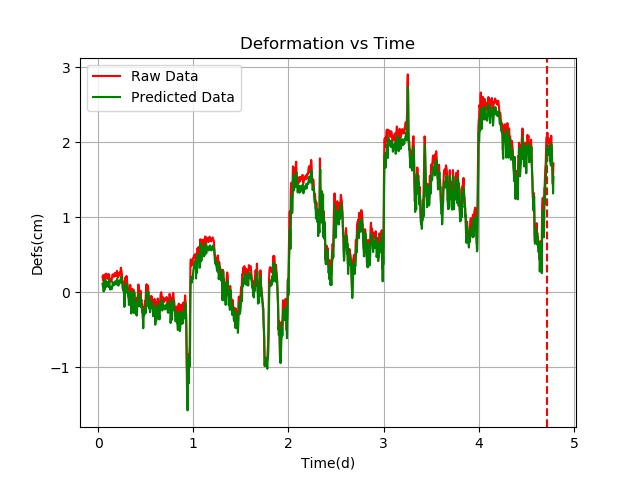 Deformation vs Time
Raw Data
Predicted Data
3
2
1
0
−1
Defs(cm)
0 1 2 3 4 5
Time(d)